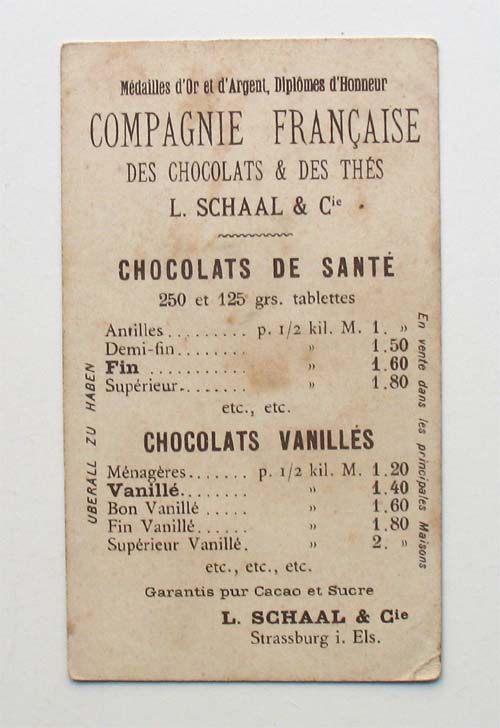 Médailles d'Or et d'Argent, Diplômes d'Honneur
COMPAGNIE FRANÇAISE
DES CHOCOLATS & DES THÉS
L. SCHAAL & Cie
CHOCOLATS DE SANTÉ
250 et 125 grs. tablettes
Antilles . . . . . . . . . p. 1/2 kil. M. 1. »
Demi-fin . . . . . . . . . » 1.50
Fin . . . . . . . . . . . » 1.60
Supérieur . . . . . . . . » 1.80
etc., etc.
CHOCOLATS VANILLÉS
Ménagères . . . . . . p. 1/2 kil. M. 1.20
Vanillé . . . . . . . . » 1.40
Bon Vanillé . . . . . » 1.60
Fin Vanillé . . . . . . » 1.80
Supérieur Vanillé . » 2. »
etc., etc., etc.
Garantis pur Cacao et Sucre
L. SCHAAL & Cie
Strassburg i. Els.
UBERALL ZU HABEN
En vente dans les principales Maisons